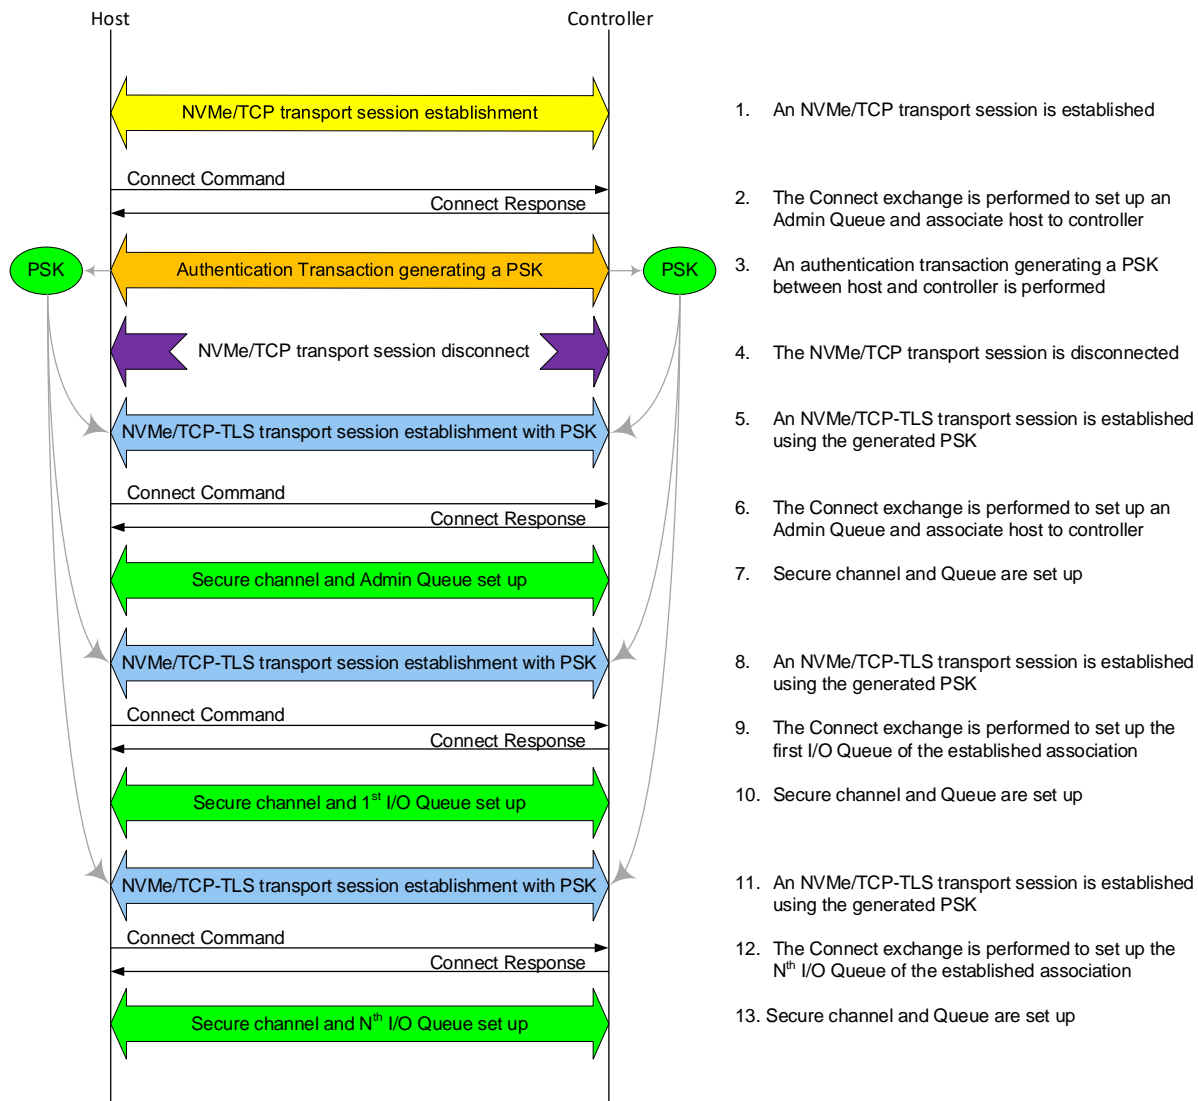 Host
Controller
NVMe/TCP transport session establishment
1. An NVMe/TCP transport session is established
Connect Command
Connect Response
2. The Connect exchange is performed to set up an
Admin Queue and associate host to controller
PSK
Authentication Transaction generating a PSK
PSK
3. An authentication transaction generating a PSK
between host and controller is performed
NVMe/TCP transport session disconnect
4. The NVMe/TCP transport session is disconnected
NVMe/TCP-TLS transport session establishment with PSK
5. An NVMe/TCP-TLS transport session is established
using the generated PSK
Connect Command
Connect Response
6. The Connect exchange is performed to set up an
Admin Queue and associate host to controller
Secure channel and Admin Queue set up
7. Secure channel and Queue are set up
NVMe/TCP-TLS transport session establishment with PSK
8. An NVMe/TCP-TLS transport session is established
using the generated PSK
Connect Command
Connect Response
9. The Connect exchange is performed to set up the
first I/O Queue of the established association
Secure channel and 1st I/O Queue set up
10. Secure channel and Queue are set up
NVMe/TCP-TLS transport session establishment with PSK
11. An NVMe/TCP-TLS transport session is established
using the generated PSK
Connect Command
Connect Response
12. The Connect exchange is performed to set up the
Nth I/O Queue of the established association
Secure channel and Nth I/O Queue set up
13. Secure channel and Queue are set up